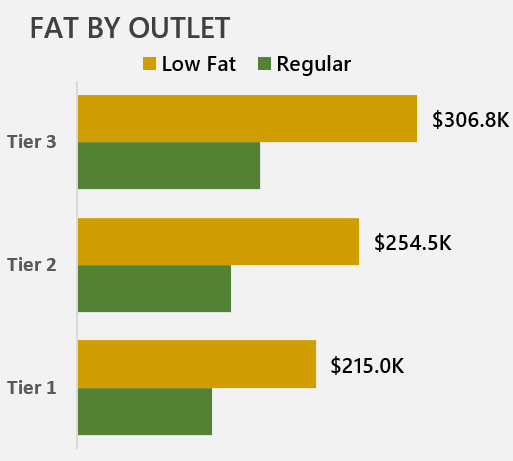 FAT BY OUTLET
Low Fat Regular
Tier 3 $306.8K
Tier 2 $254.5K
Tier 1 $215.0K